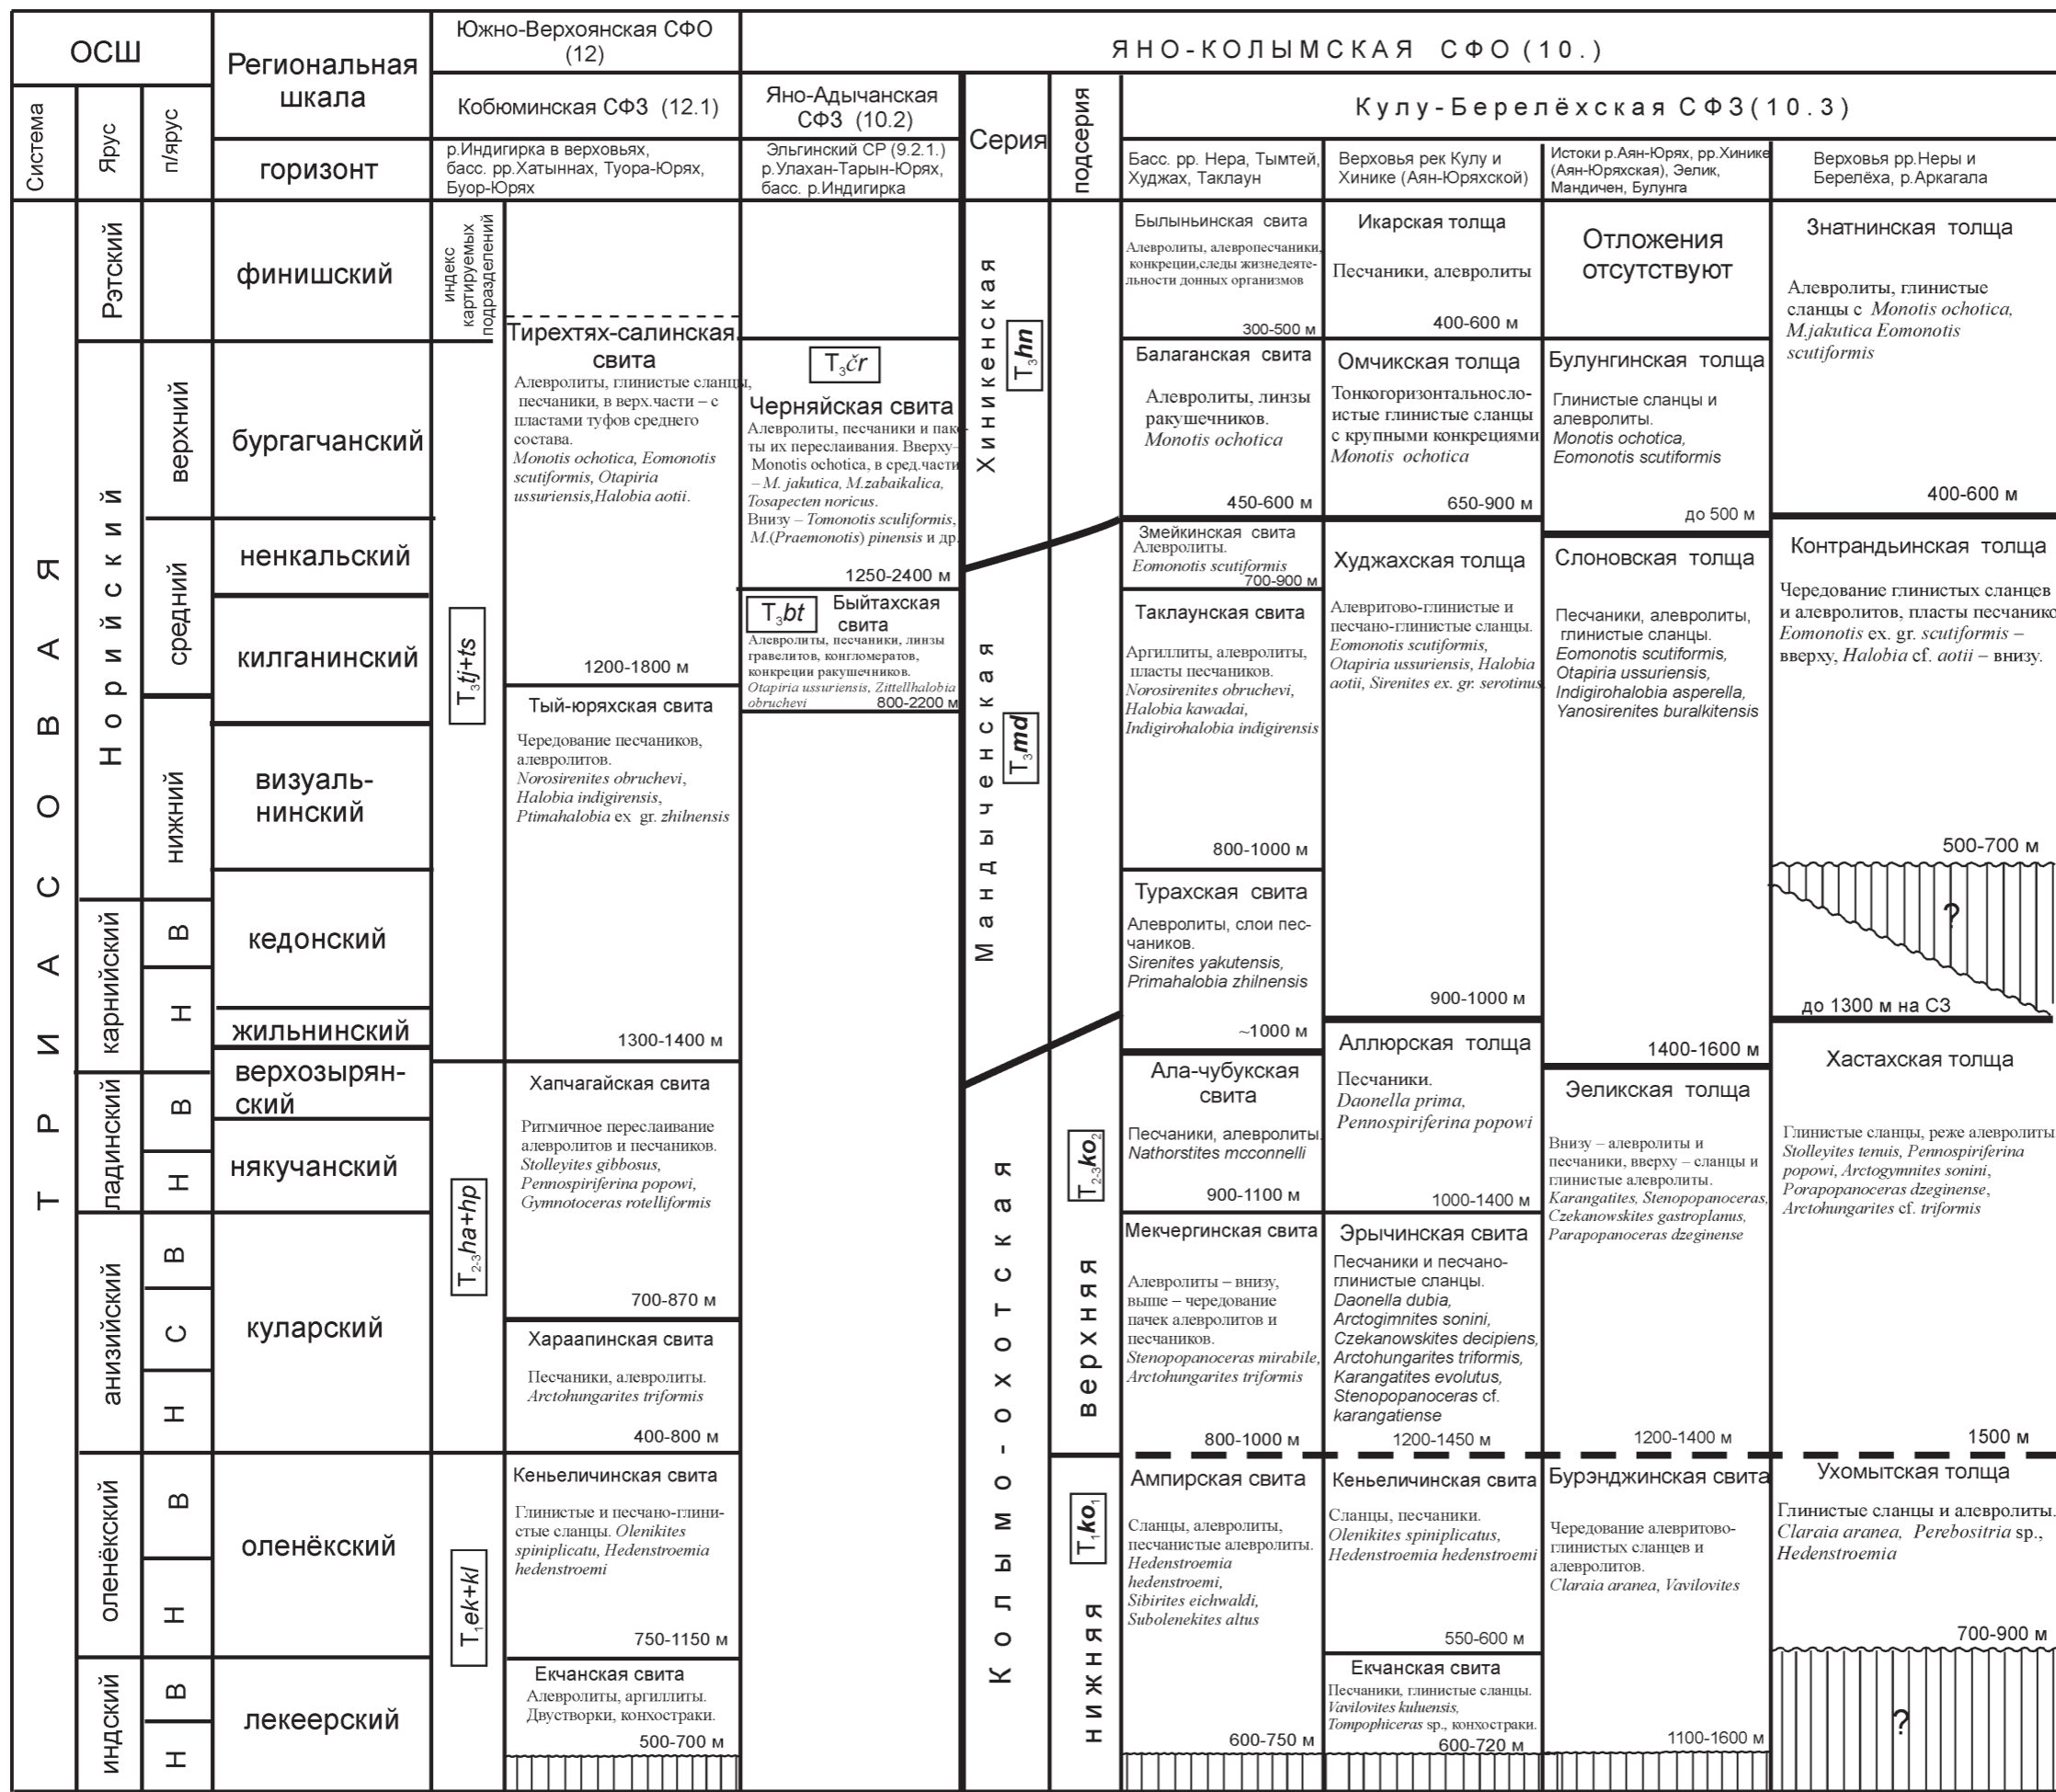 ОСШ
Региональная
шкала
Южно-Верхоянская СФО
(12)
ЯНО-КОЛЫМСКАЯ СФО (10.)
Система
Ярус
п/ярус
Кобюминская СФЗ (12.1)
Яно-Адычанская
СФЗ (10.2)
Серия
подсерия
Кулу-Берелёхская СФЗ(10.3)
горизонт
р.Индигирка в верховьях,
басс. рр.Хатыннах, Туора-Юрях,
Буор-Юрях
Эльгинский СР (9.2.1.)
р.Улахан-Тарын-Юрях,
басс. р.Индигирка
Басс. рр. Нера, Тымтей,
Худжах, Таклаун
Верховья рек Кулу и
Хинике (Аян-Юряхской)
Истоки р.Аян-Юрях, рр.Хинике
(Аян-Юряхская), Эелик,
Мандичен, Булунга
Верховья рр.Неры и
Берелёха, р.Аркагала
ТРИАСОВАЯ
Рэтский
Норийский
верхний
средний
нижний
карнийский
В
Н
ладинский
В
Н
анизийский
В
С
Н
оленёкский
В
Н
индский
В
Н
финишский
бургагчанский
ненкальский
килганинский
визуаль-
нинский
кедонский
жильнинский
верхозырян-
ский
някучанский
куларский
оленёкский
лекеерский
индекс
картируемых
подразделений
T₃tj+ts
T₂₋₃ha+hp
T₁ek+kl
Тирехтях-салинская
свита
Алевролиты, глинистые сланцы,
песчаники, в верх.части – с
пластами туфов среднего
состава.
Monotis ochotica, Eomonotis
scutiformis, Otapiria
ussuriensis,Halobia aotii.
1200-1800 м
Тый-юряхская свита
Чередование песчаников,
алевролитов.
Norosirenites obruchevi,
Halobia indigirensis,
Ptimahalobia ex gr. zhilnensis
1300-1400 м
Хапчагайская свита
Ритмичное переслаивание
алевролитов и песчаников.
Stolleyites gibbosus,
Pennospiriferina popowi,
Gymnotoceras rotelliformis
700-870 м
Хараапинская свита
Песчаники, алевролиты.
Arctohungarites triformis
400-800 м
Кеньеличинская свита
Глинистые и песчано-глини-
стые сланцы. Olenikites
spiniplicatu, Hedenstroemia
hedenstroemi
750-1150 м
Екчанская свита
Алевролиты, аргиллиты.
Двустворки, конхостраки.
500-700 м
T₃čr
Черняйская свита
Алевролиты, песчаники и паке-
ты их переслаивания. Вверху–
Monotis ochotica, в сред.части
– M. jakutica, M.zabaikalica,
Tosapecten noricus.
Внизу – Tomonotis sculiformis,
M.(Praemonotis) pinensis и др.
1250-2400 м
T₃bt
Быйтахская
свита
Алевролиты, песчаники, линзы
гравелитов, конгломератов,
конкреции ракушечников.
Otapiria ussuriensis, Zittellhalobia
obruchevi
800-2200 м
Хиникенская
T₃hn
Мандыченская
T₃md
Колымо-охотская
T₂₋₃ko₂
верхняя
T₁ko₁
нижняя
Былыньинская свита
Алевролиты, алевропесчаники,
конкреции,следы жизнедеяте-
льности донных организмов
300-500 м
Балаганская свита
Алевролиты, линзы
ракушечников.
Monotis ochotica
450-600 м
Змейкинская свита
Алевролиты.
Eomonotis scutiformis
700-900 м
Таклаунская свита
Аргиллиты, алевролиты,
пласты песчаников.
Norosirenites obruchevi,
Halobia kawadai,
Indigirohalobia indigirensis
800-1000 м
Турахская свита
Алевролиты, слои пес-
чаников.
Sirenites yakutensis,
Primahalobia zhilnensis
~1000 м
Ала-чубукская
свита
Песчаники, алевролиты.
Nathorstites mcconnelli
900-1100 м
Мекчергинская свита
Алевролиты – внизу,
выше – чередование
пачек алевролитов и
песчаников.
Stenopopanoceras mirabile,
Arctohungarites triformis
800-1000 м
Ампирская свита
Сланцы, алевролиты,
песчанистые алевролиты.
Hedenstroemia
hedenstroemi,
Sibirites eichwaldi,
Subolenekites altus
600-750 м
Икарская толща
Песчаники, алевролиты
400-600 м
Омчикская толща
Тонкогоризонтальносло-
истые глинистые сланцы
с крупными конкрециями
Monotis ochotica
650-900 м
Худжахская толща
Алевритово-глинистые и
песчано-глинистые сланцы.
Eomonotis scutiformis,
Otapiria ussuriensis, Halobia
aotii, Sirenites ex. gr. serotinus
900-1000 м
Аллюрская толща
Песчаники.
Daonella prima,
Pennospiriferina popowi
1000-1400 м
Эрычинская свита
Песчаники и песчано-
глинистые сланцы.
Daonella dubia,
Arctogimnites sonini,
Czekanowskites decipiens,
Arctohungarites triformis,
Karangatites evolutus,
Stenopopanoceras cf.
karangatiense
1200-1450 м
Кеньеличинская свита
Сланцы, песчаники.
Olenikites spiniplicatus,
Hedenstroemia hedenstroemi
550-600 м
Екчанская свита
Песчаники, глинистые сланцы.
Vavilovites kuluensis,
Tompophiceras sp., конхостраки.
600-720 м
Отложения
отсутствуют
Булунгинская толща
Глинистые сланцы и
алевролиты.
Monotis ochotica,
Eomonotis scutiformis
до 500 м
Слоновская толща
Песчаники, алевролиты,
глинистые сланцы.
Eomonotis scutiformis,
Otapiria ussuriensis,
Indigirohalobia asperella,
Yanosirenites buralkitensis
1400-1600 м
Эеликская толща
Внизу – алевролиты и
песчаники, вверху – сланцы и
глинистые алевролиты.
Karangatites, Stenopopanoceras,
Czekanowskites gastroplanus,
Parapopanoceras dzeginense
1200-1400 м
Бурэнджинская свита
Чередование алевритово-
глинистых сланцев и
алевролитов.
Claraia aranea, Vavilovites
1100-1600 м
Знатнинская толща
Алевролиты, глинистые
сланцы с Monotis ochotica,
M.jakutica Eomonotis
scutiformis
400-600 м
Контрандьинская толща
Чередование глинистых сланцев
и алевролитов, пласты песчанико
Eomonotis ex. gr. scutiformis –
вверху, Halobia cf. aotii – внизу.
500-700 м
?
до 1300 м на СЗ
Хастахская толща
Глинистые сланцы, реже алевролиты
Stolleyites tenuis, Pennospiriferina
popowi, Arctogymnites sonini,
Porapopanoceras dzeginense,
Arctohungarites cf. triformis
1500 м
Ухомытская толща
Глинистые сланцы и алевролиты.
Claraia aranea, Perebositria sp.,
Hedenstroemia
700-900 м
?